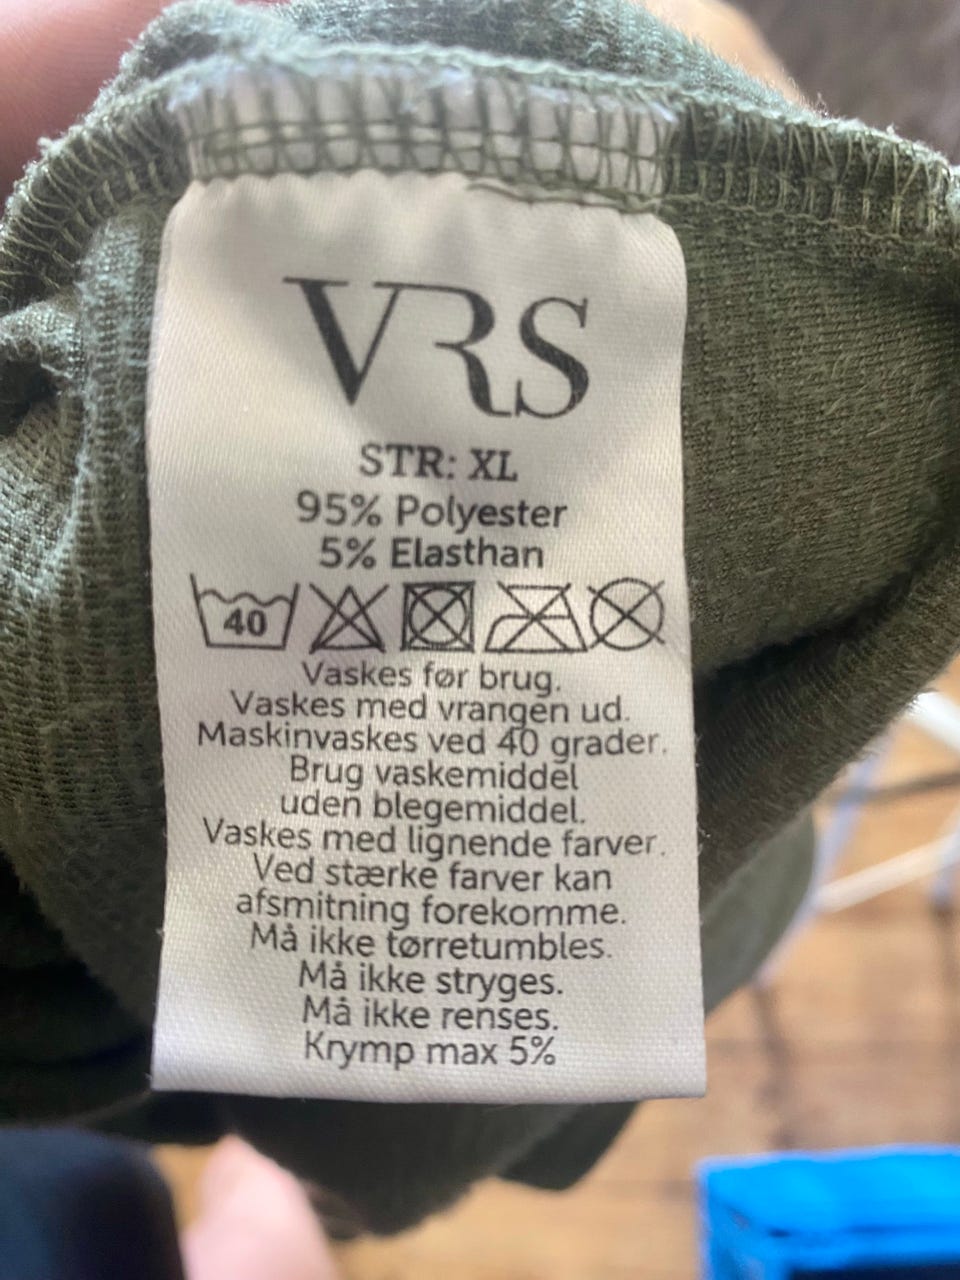 VRS
STR: XL
95% Polyester
5% Elasthan
40
Vaskes før brug.
Vaskes med vrangen ud.
Maskinvaskes ved 40 grader.
Brug vaskemiddel
uden blegemiddel.
Vaskes med lignende farver.
Ved stærke farver kan
afsmitning forekomme.
Må ikke tørretumbles.
Må ikke stryges.
Må ikke renses.
Krymp max 5%